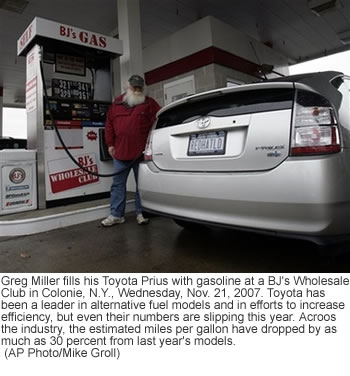 SELF
BJ's GAS
BJ's
WHOLESALE
CLUB
PRIUS
Greg Miller fills his Toyota Prius with gasoline at a BJ's Wholesale
Club in Colonie, N.Y., Wednesday, Nov. 21, 2007. Toyota has
been a leader in alternative fuel models and in efforts to increase
efficiency, but even their numbers are slipping this year. Acroos
the industry, the estimated miles per gallon have dropped by as
much as 30 percent from last year's models.
(AP Photo/Mike Groll)